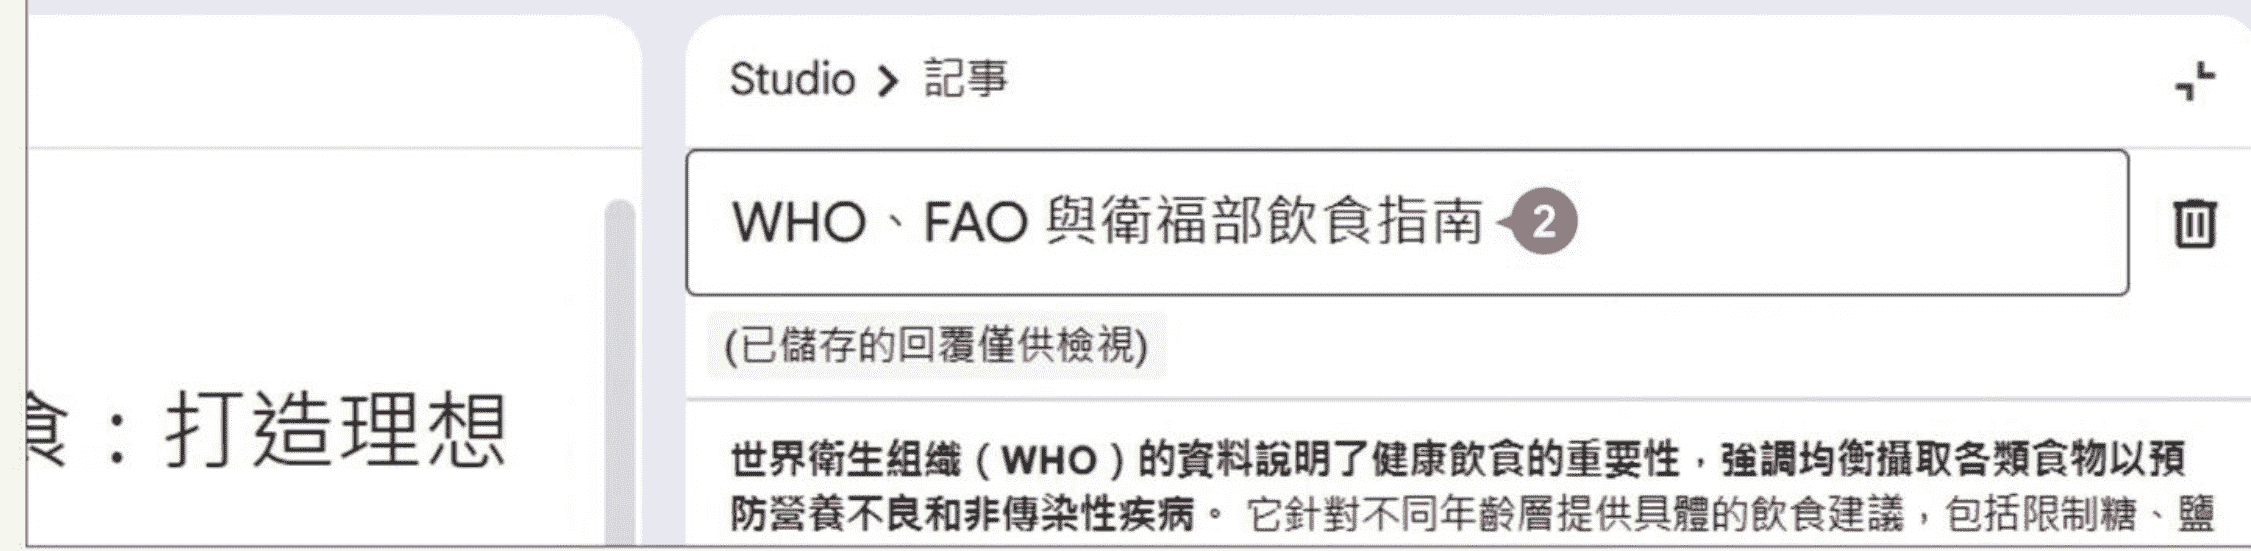 Studio > 記事
WHO、FAO 與衛福部飲食指南 2
(已儲存的回覆僅供檢視)
食:打造理想
世界衛生組織(WHO)的資料說明了健康飲食的重要性,強調均衡攝取各類食物以預
防營養不良和非傳染性疾病。 它針對不同年齡層提供具體的飲食建議,包括限制糖、鹽